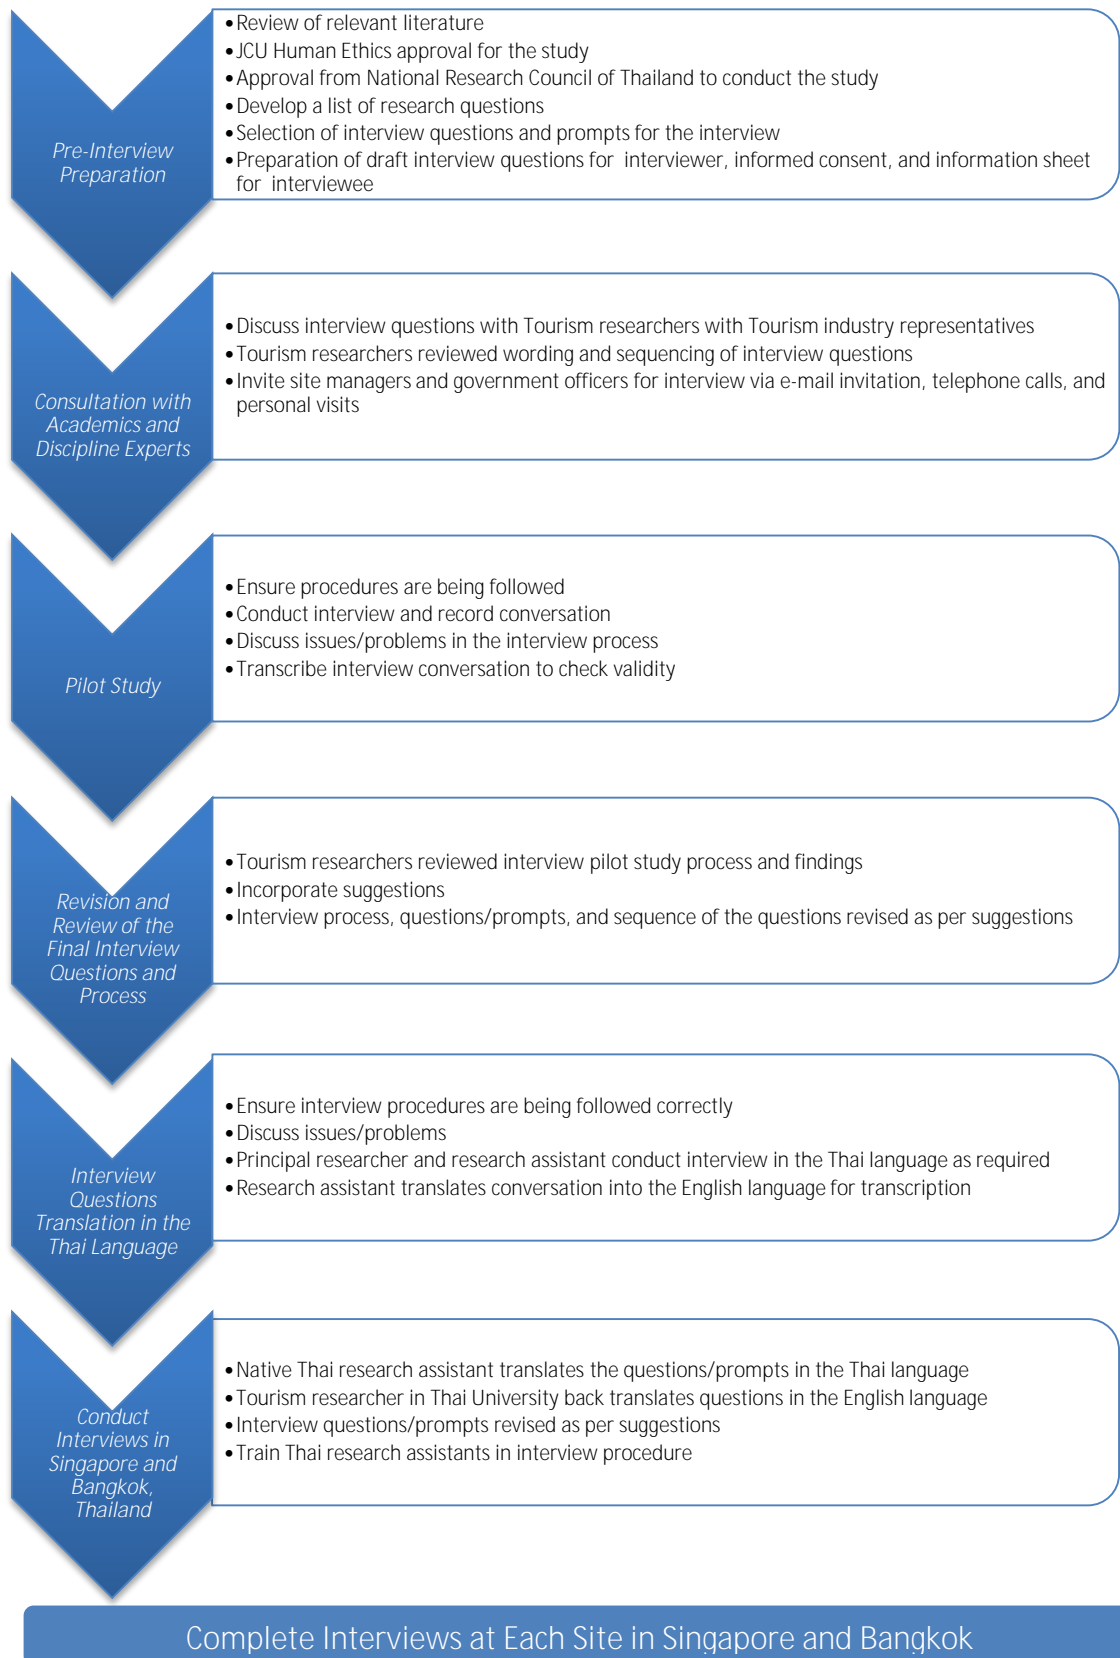 Pre-Interview
Preparation
•Review of relevant literature
•JCU Human Ethics approval for the study
•Approval from National Research Council of Thailand to conduct the study
•Develop a list of research questions
•Selection of interview questions and prompts for the interview
•Preparation of draft interview questions for interviewer, informed consent, and information sheet
for interviewee
Consultation with
Academics and
Discipline Experts
•Discuss interview questions with Tourism researchers with Tourism industry representatives
•Tourism researchers reviewed wording and sequencing of interview questions
•Invite site managers and government officers for interview via e-mail invitation, telephone calls, and
personal visits
Pilot Study
•Ensure procedures are being followed
•Conduct interview and record conversation
•Discuss issues/problems in the interview process
•Transcribe interview conversation to check validity
Revision and
Review of the
Final Interview
Questions and
Process
•Tourism researchers reviewed interview pilot study process and findings
•Incorporate suggestions
•Interview process, questions/prompts, and sequence of the questions revised as per suggestions
Interview
Questions
Translation in the
Thai Language
•Ensure interview procedures are being followed correctly
•Discuss issues/problems
•Principal researcher and research assistant conduct interview in the Thai language as required
•Research assistant translates conversation into the English language for transcription
Conduct
Interviews in
Singapore and
Bangkok,
Thailand
•Native Thai research assistant translates the questions/prompts in the Thai language
•Tourism researcher in Thai University back translates questions in the English language
•Interview questions/prompts revised as per suggestions
•Train Thai research assistants in interview procedure
Complete Interviews at Each Site in Singapore and Bangkok